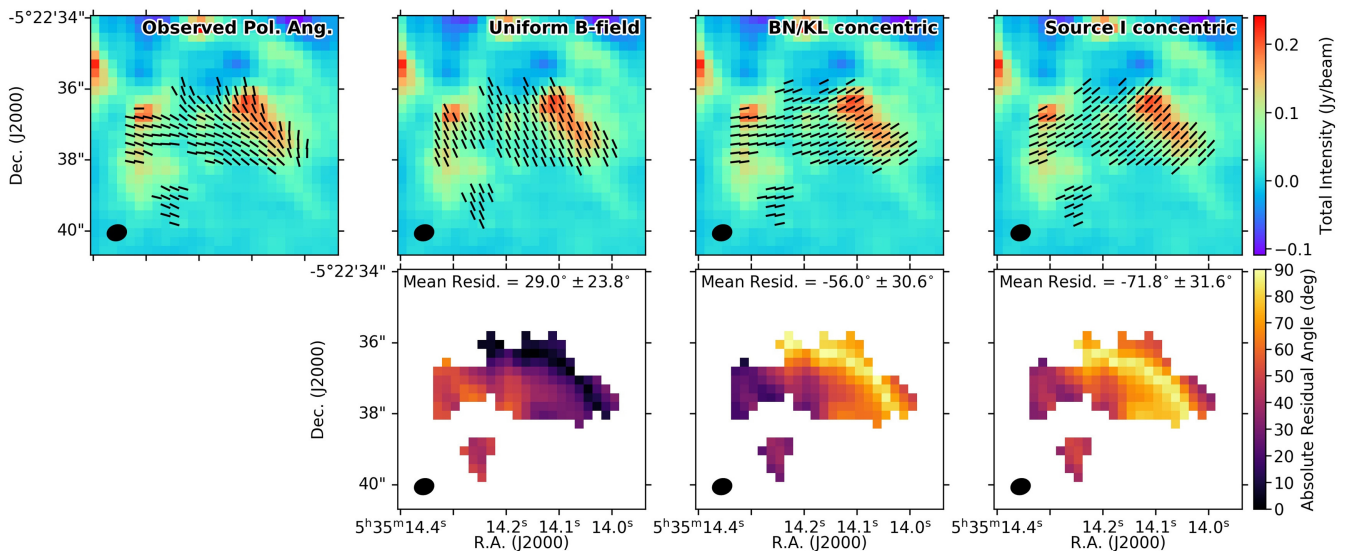 Observed Pol. Ang.
Uniform B-field
BN/KL concentric
Source I concentric
-5°22'34"
36"
38"
40"
Dec. (J2000)
0.2
0.1
0.0
−0.1
Total Intensity (Jy/beam)
Mean Resid. = 29.0° ±23.8°
Mean Resid. = -56.0° ±30.6°
Mean Resid. = -71.8° ±31.6°
-5°22'34"
36"
38"
40"
Dec. (J2000)
90
80
70
60
50
40
30
20
10
0
Absolute Residual Angle (deg)
5h35m14.4s 14.2s 14.1s 14.0s
R.A. (J2000)
5h35m14.4s 14.2s 14.1s 14.0s
R.A. (J2000)
5h35m14.4s 14.2s 14.1s 14.0s
R.A. (J2000)